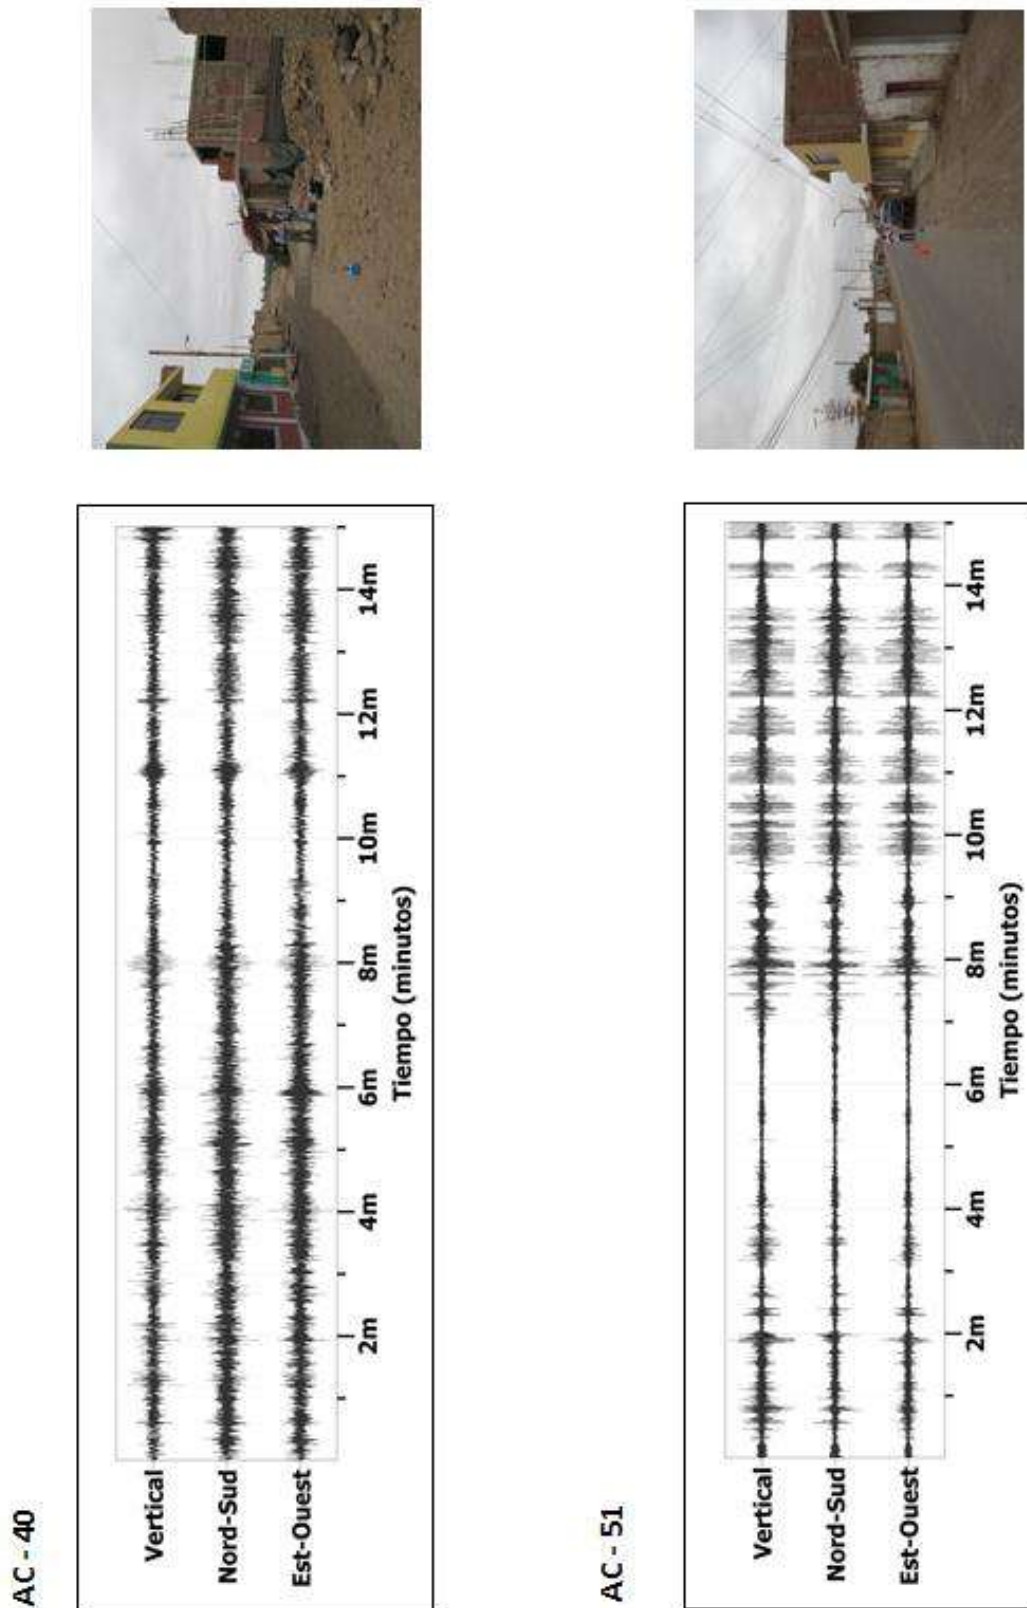 AC - 40
Vertical
Nord-Sud
Est-Ouest
2m 4m 6m 8m 10m 12m 14m
Tiempo (minutos)
AC - 51
Vertical
Nord-Sud
Est-Ouest
2m 4m 6m 8m 10m 12m 14m
Tiempo (minutos)